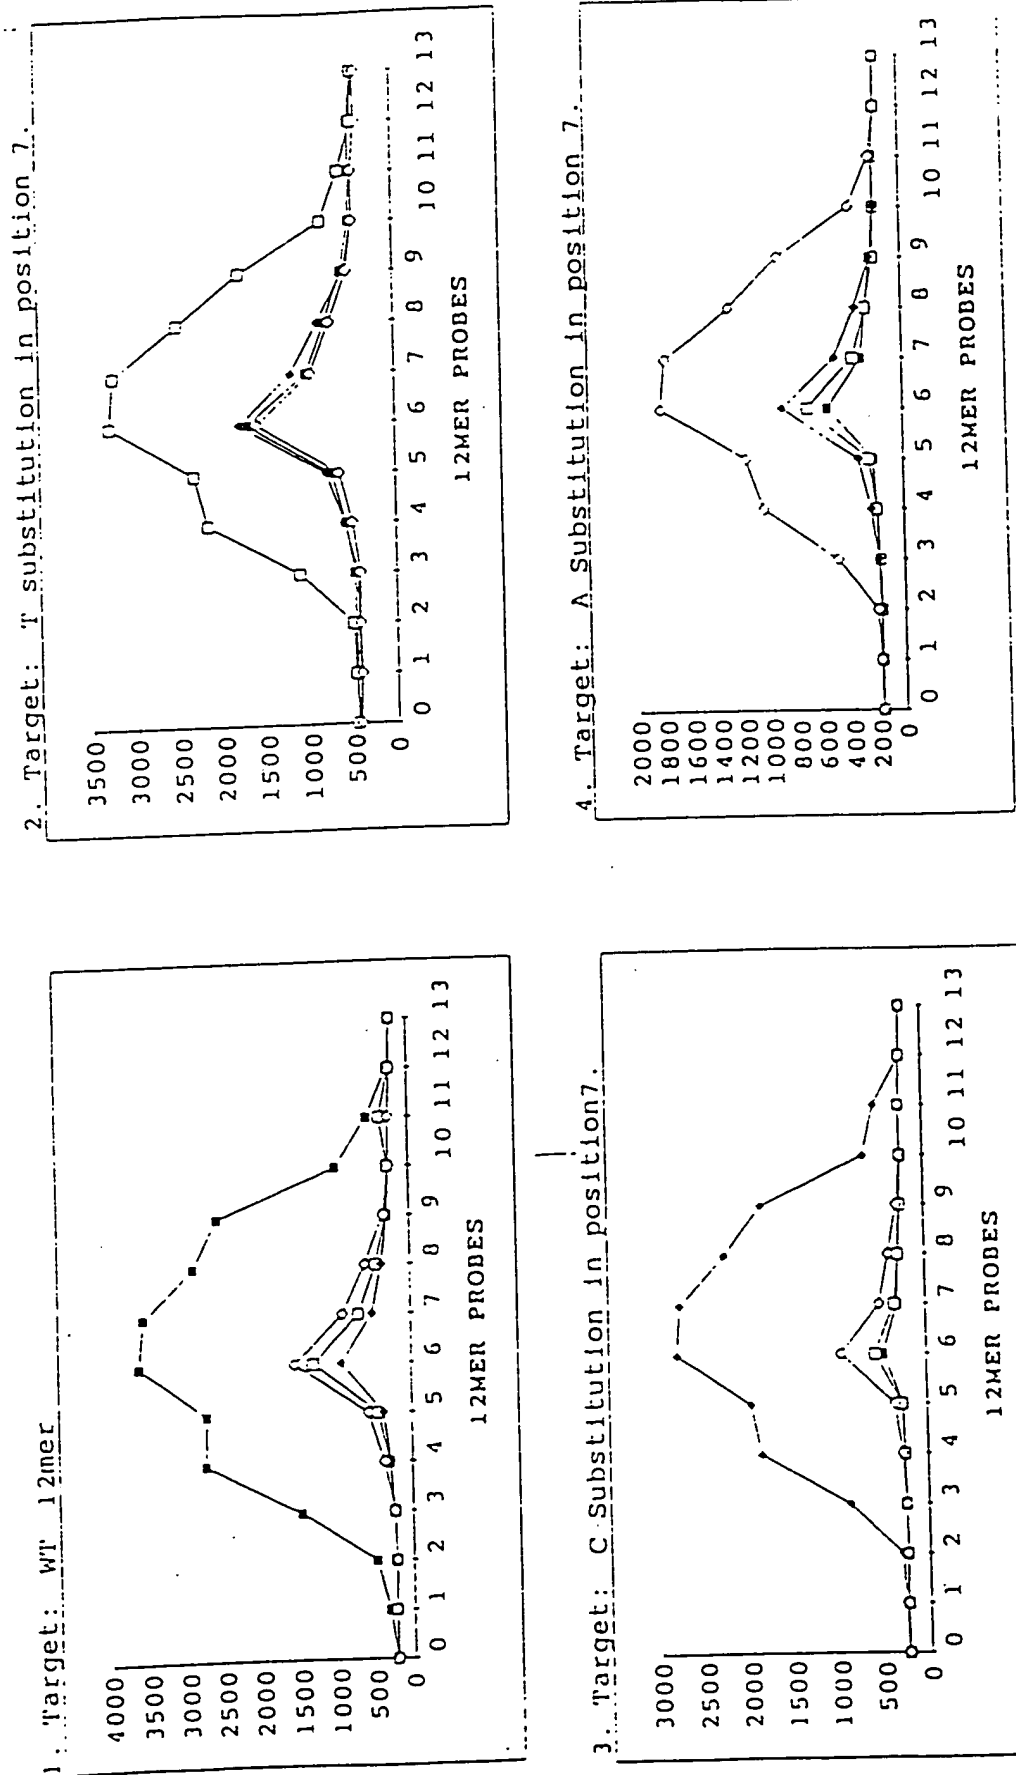 1. Target: WT 12mer
4000
3500
3000
2500
2000
1500
1000
500
0
0 1 2 3 4 5 6 7 8 9 10 11 12 13
12MER PROBES
2. Target: T substitution in position 7.
3500
3000
2500
2000
1500
1000
500
0
0 1 2 3 4 5 6 7 8 9 10 11 12 13
12MER PROBES
3. Target: C Substitution in position7.
3000
2500
2000
1500
1000
500
0
0 1 2 3 4 5 6 7 8 9 10 11 12 13
12MER PROBES
4. Target: A substitution in position 7.
2000
1800
1600
1400
1200
1000
800
600
400
200
0
0 1 2 3 4 5 6 7 8 9 10 11 12 13
12MER PROBES